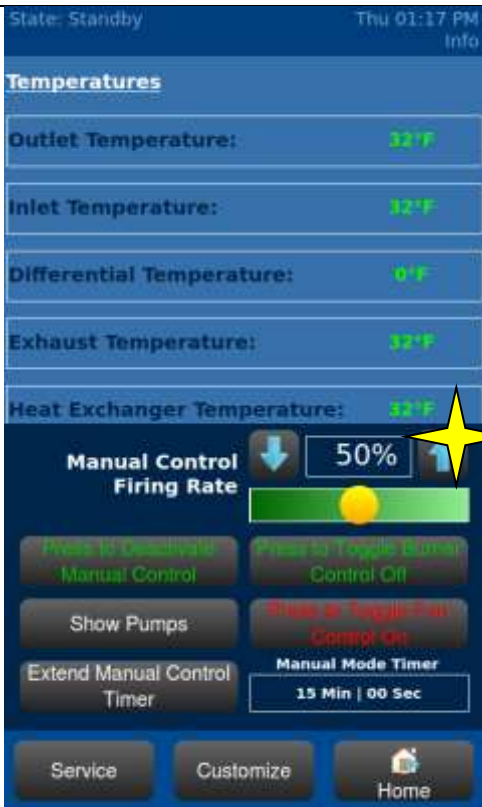 State: Standby
Thu 01:17 PM
Info
Temperatures
Outlet Temperature:
32°F
Inlet Temperature:
32°F
Differential Temperature:
0°F
Exhaust Temperature:
32°F
Heat Exchanger Temperature:
32°F
Manual Control
Firing Rate
50%
Press to Deactivate
Manual Control
Press to Toggle Burner
Control Off
Show Pumps
Press to Toggle Fan
Control On
Extend Manual Control
Timer
Manual Mode Timer
15 Min | 00 Sec
Service
Customize
Home